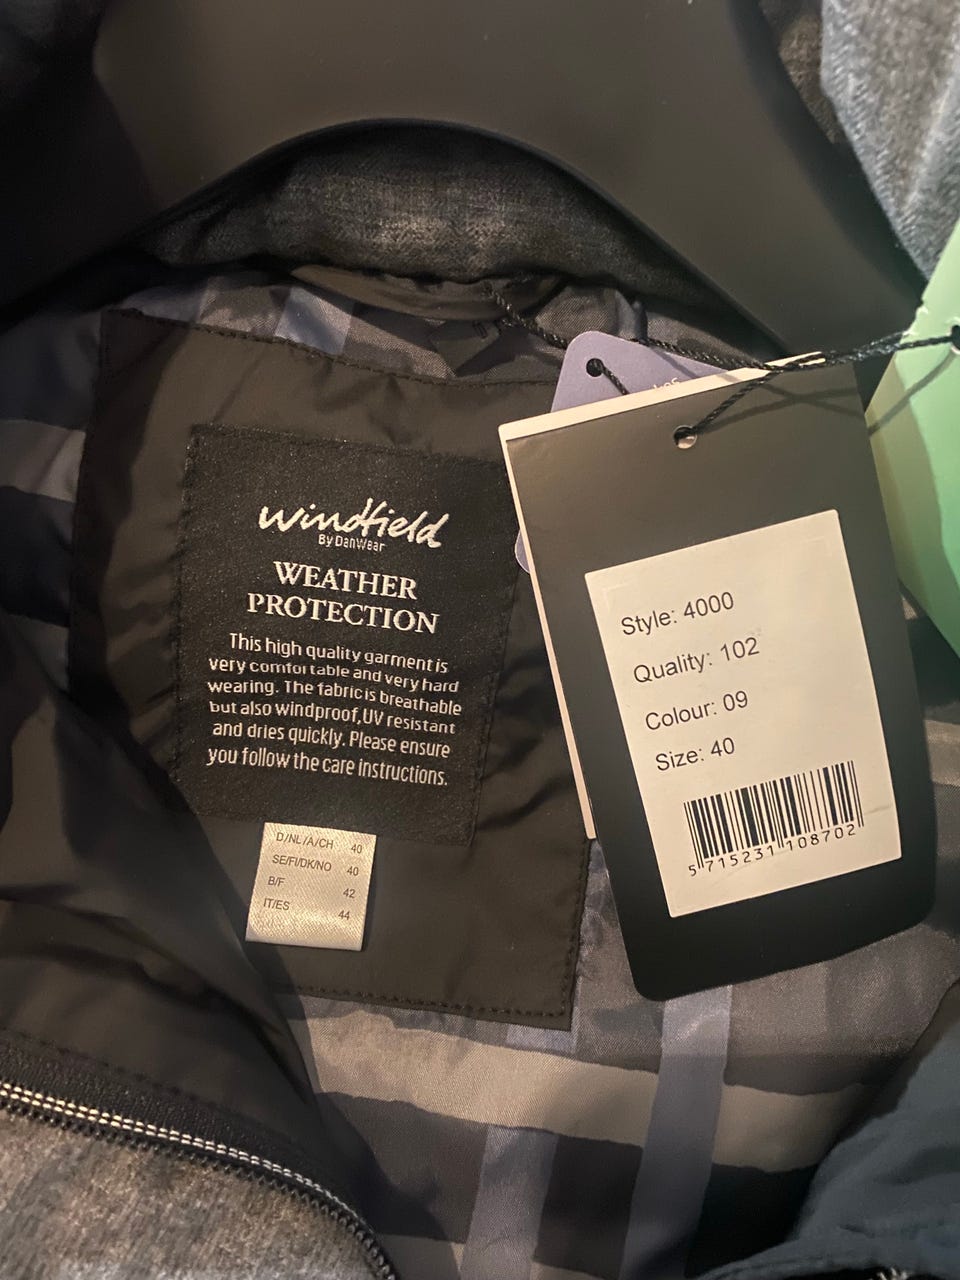 windfield
By DanWear
WEATHER
PROTECTION
This high quality garment is
very comfortable and very hard
wearing. The fabric is breathable
but also windproof,UV resistant
and dries quickly. Please ensure
you follow the care instructions.
D/NL/A/CH 40
SE/FI/DK/NO 40
B/F 42
IT/ES 44
Style: 4000
Quality: 102
Colour: 09
Size: 40
5 715231 108702